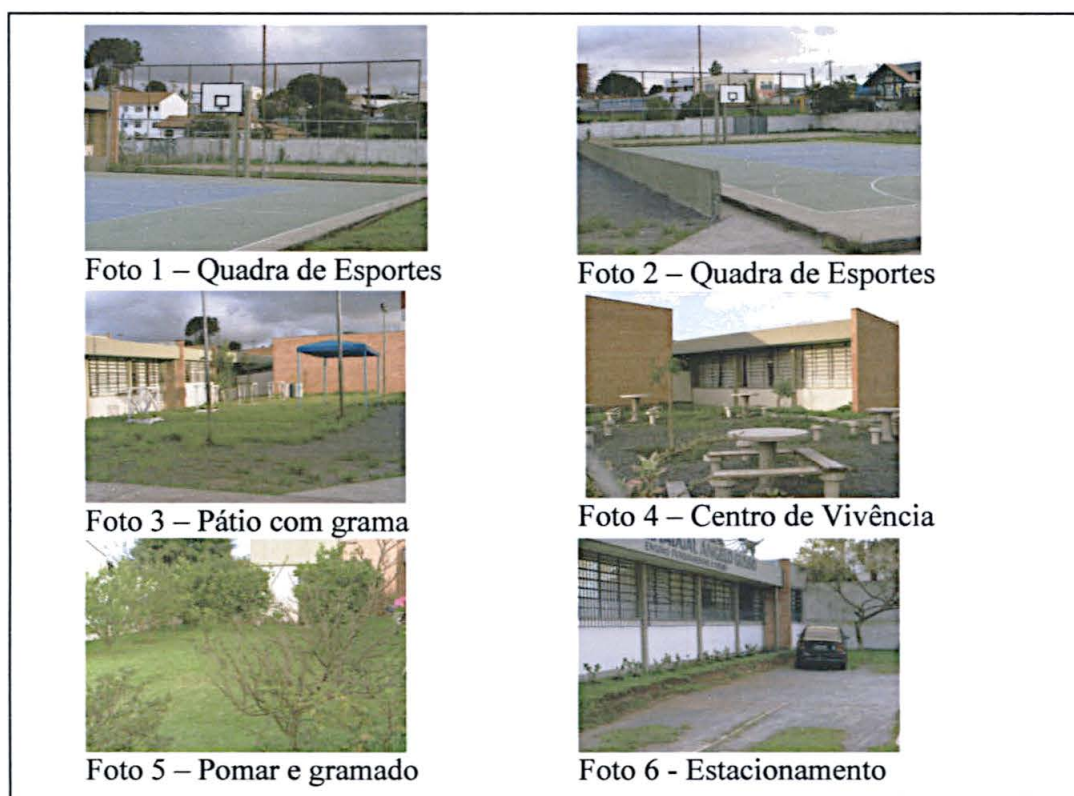 Foto 1 – Quadra de Esportes
Foto 2 – Quadra de Esportes
Foto 3 – Pátio com grama
Foto 4 – Centro de Vivência
Foto 5 – Pomar e gramado
Foto 6 - Estacionamento